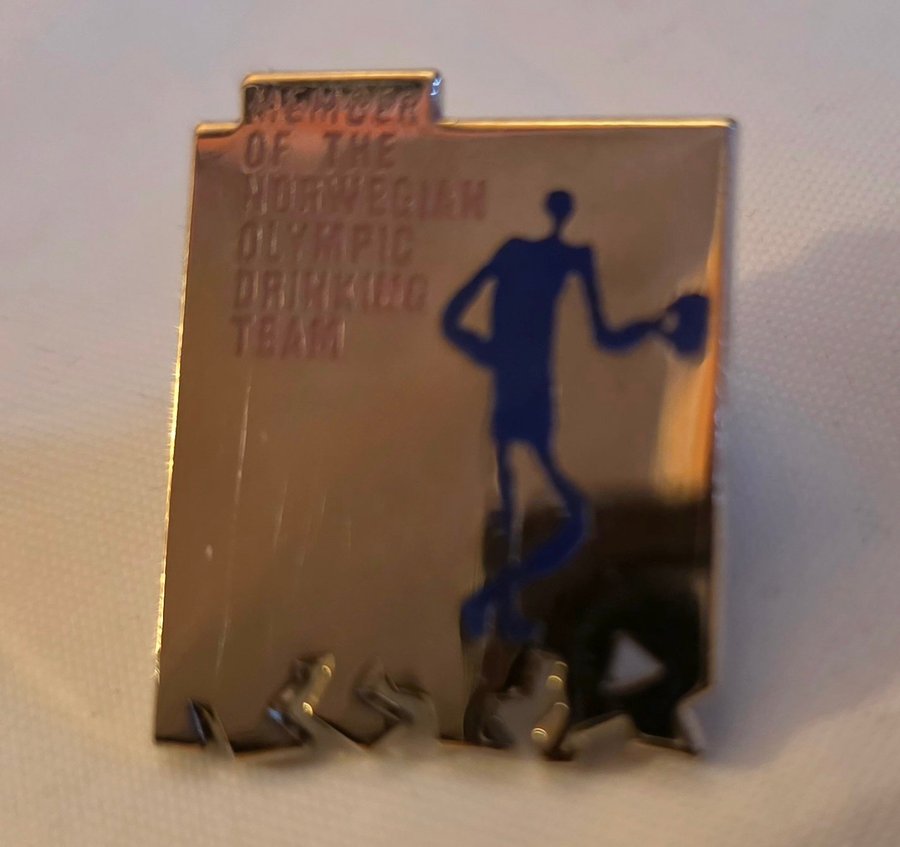 MEMBER
OF THE
NORWEGIAN
OLYMPIC
DRINKING
TEAM